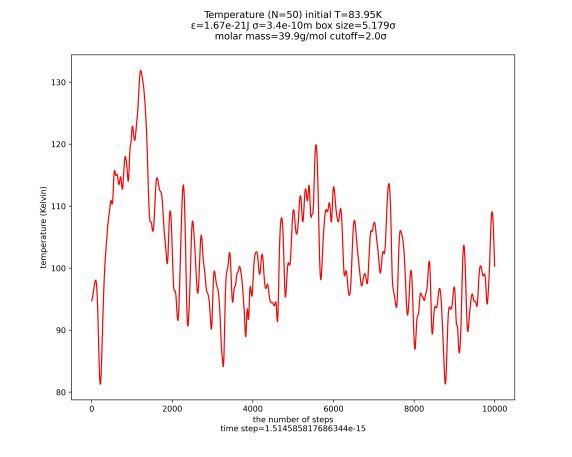 Temperature (N=50) initial T=83.95K
ε=1.67e-21J σ=3.4e-10m box size=5.179σ
molar mass=39.9g/mol cutoff=2.0σ
temperature (Kelvin)
130
120
110
100
90
80
0
2000
4000
6000
8000
10000
the number of steps
time step=1.514585817686344e-15